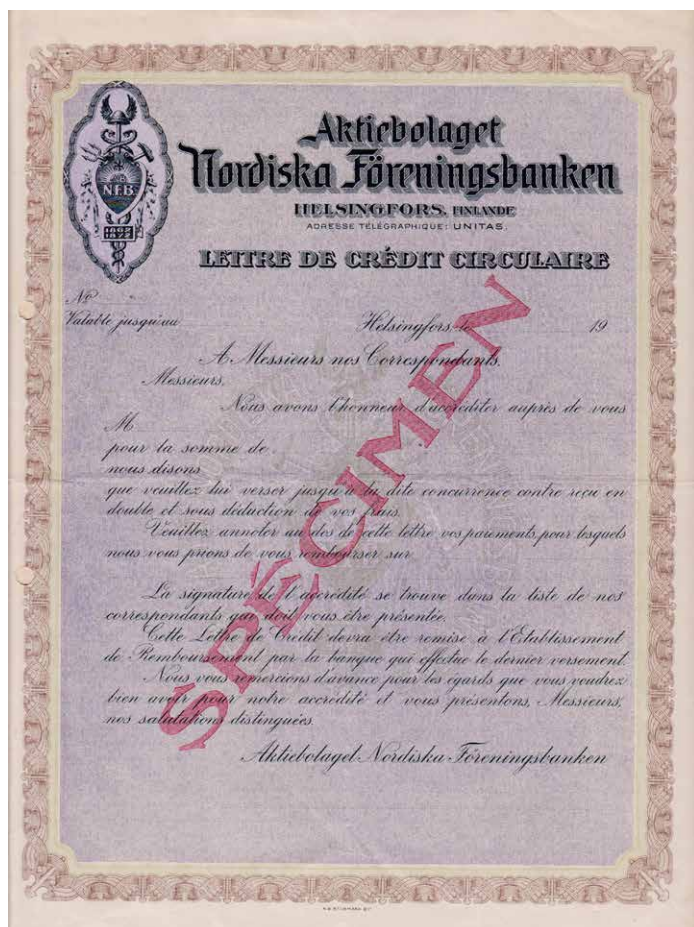 Aktiebolaget
Nordiska Föreningsbanken
HELSINGFORS, FINLANDE
ADRESSE TÉLÉGRAPHIQUE: UNITAS.
N.F.B.
LETTRE DE CRÉDIT CIRCULAIRE
No
Valable jusqu'au
Helsingfors, le 19
A Messieurs nos Correspondants.
Messieurs,
Nous avons l'honneur d'accréditer auprès de vous
M
pour la somme de
nous disons
que veuillez lui verser jusqu'à la dite concurrence contre reçu en
double et sous déduction de vos frais.
Veuillez annoter au dos de cette lettre vos paiements, pour lesquels
nous vous prions de vous rembourser sur
La signature de l'accrédité se trouve dans la liste de nos
correspondants qui doit vous être présentée.
Cette Lettre de Crédit devra être remise à l'Etablissement
de Remboursement par la banque qui effectue le dernier versement.
Nous vous remercions d'avance pour les égards que vous voudrez
bien avoir pour notre accrédité et vous présentons, Messieurs,
nos salutations distinguées.
Aktiebolaget Nordiska Föreningsbanken
SPÉCIMEN